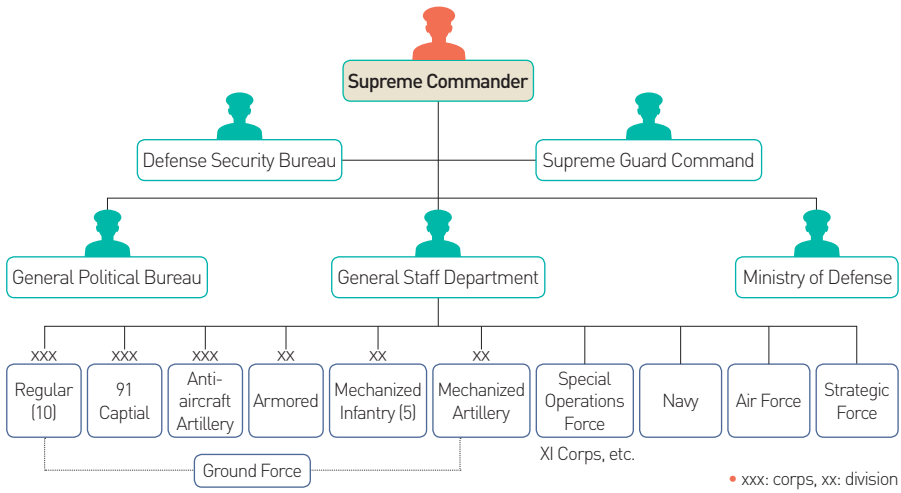 Supreme Commander
Defense Security Bureau
Supreme Guard Command
General Political Bureau
General Staff Department
Ministry of Defense
XXX
XXX
XXX
XX
XX
XX
Regular
(10)
91
Captial
Anti-
aircraft
Artillery
Armored
Mechanized
Infantry (5)
Mechanized
Artillery
Special
Operations
Force
Navy
Air Force
Strategic
Force
XI Corps, etc.
Ground Force
• xxx: corps, xx: division